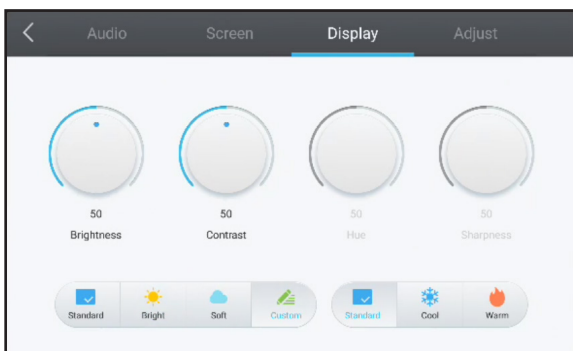 Audio Screen Display Adjust
50 50 50 50
Brightness Contrast Hue Sharpness
Standard Bright Soft Custom Standard Cool Warm